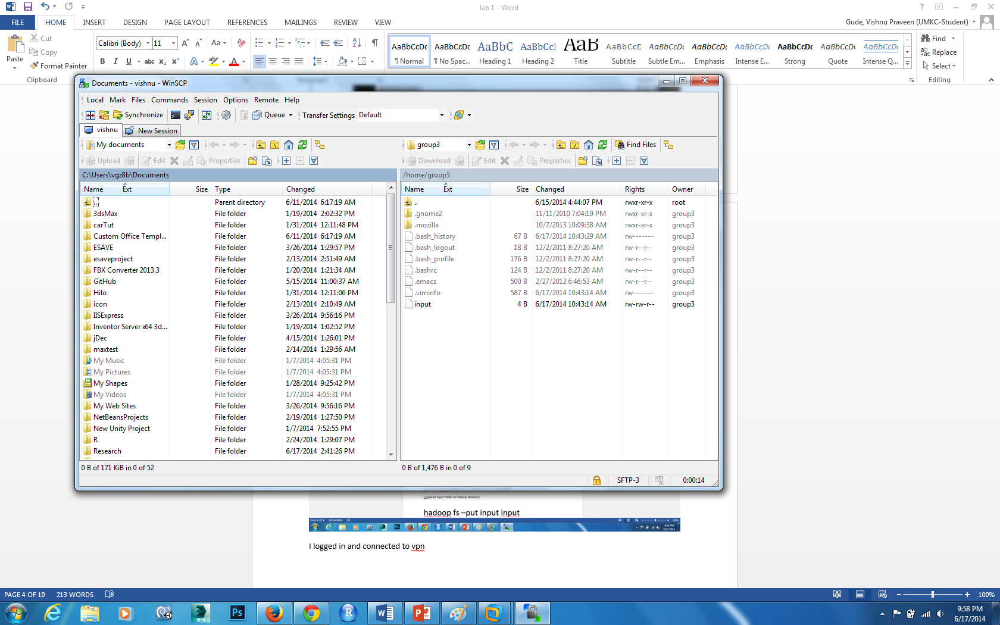 lab 1 - Word
FILE HOME INSERT DESIGN PAGE LAYOUT REFERENCES MAILINGS REVIEW VIEW
Gude, Vishnu Praveen (UMKC-Student)
Paste
Cut
Copy
Format Painter
Clipboard
Calibri (Body) 11
AaBbCcDc AaBbCcDc AaBbC AaBbCcI AaB AaBbCcD AaBbCcDc AaBbCcDc AaBbCcDc AaBbCcDc AaBbCcDc AaBbCcDc
¶ Normal ¶ No Spac... Heading 1 Heading 2 Title Subtitle Subtle Em... Emphasis Intense E... Strong Quote Intense Q...
Find
Replace
Select
Editing
Documents - vishnu - WinSCP
Local Mark Files Commands Session Options Remote Help
Synchronize Queue Transfer Settings Default
vishnu New Session
My documents
Upload Edit Properties
C:\Users\vgz8b\Documents
Name Ext Size Type Changed
.. Parent directory 6/11/2014 6:17:19 AM
3dsMax File folder 1/19/2014 2:02:32 PM
carTut File folder 1/31/2014 12:11:48 PM
Custom Office Templ... File folder 6/11/2014 6:17:19 AM
ESAVE File folder 3/26/2014 1:29:57 PM
esaveproject File folder 2/13/2014 2:51:49 AM
FBX Converter 2013.3 File folder 1/20/2014 1:21:34 AM
GitHub File folder 5/15/2014 11:00:37 AM
Hilo File folder 1/31/2014 12:11:06 PM
icon File folder 2/13/2014 2:10:49 AM
IISExpress File folder 3/26/2014 9:56:16 PM
Inventor Server x64 3d... File folder 1/19/2014 1:02:52 PM
jDec File folder 4/15/2014 1:26:01 PM
maxtest File folder 2/14/2014 1:29:56 AM
My Music File folder 1/7/2014 4:05:31 PM
My Pictures File folder 1/7/2014 4:05:31 PM
My Shapes File folder 1/28/2014 9:25:42 PM
My Videos File folder 1/7/2014 4:05:31 PM
My Web Sites File folder 3/26/2014 9:56:16 PM
NetBeansProjects File folder 2/19/2014 1:27:50 PM
New Unity Project File folder 1/7/2014 7:52:55 PM
R File folder 2/24/2014 1:29:07 PM
Research File folder 6/17/2014 2:41:26 PM
0 B of 171 KiB in 0 of 52
group3 Find Files
Download Edit Properties
/home/group3
Name Ext Size Changed Rights Owner
.. 6/15/2014 4:44:07 PM rwxr-xr-x root
.gnome2 11/11/2010 7:04:19 PM rwxr-xr-x group3
.mozilla 10/7/2013 10:09:38 AM rwxr-xr-x group3
.bash_history 67 B 6/17/2014 10:43:29 AM rw------- group3
.bash_logout 18 B 12/2/2011 8:27:20 AM rw-r--r-- group3
.bash_profile 176 B 12/2/2011 8:27:20 AM rw-r--r-- group3
.bashrc 124 B 12/2/2011 8:27:20 AM rw-r--r-- group3
.emacs 500 B 2/27/2012 6:46:53 AM rw-r--r-- group3
.viminfo 587 B 6/17/2014 10:43:14 AM rw------- group3
input 4 B 6/17/2014 10:43:14 AM rw-rw-r-- group3
0 B of 1,476 B in 0 of 9
SFTP-3 0:00:14
placed input folder to Hadoop directory
hadoop fs –put input input
I logged in and connected to vpn
PAGE 4 OF 10 213 WORDS 100%
Ps
9:58 PM
6/17/2014